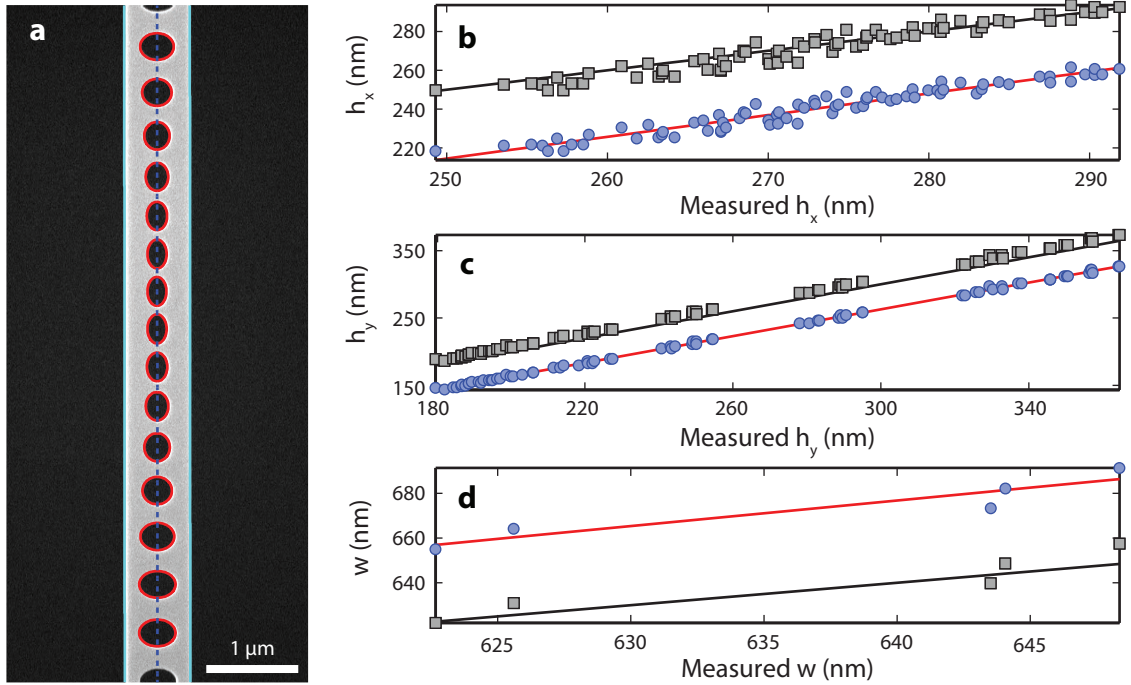 a
1 μm
b
h_x (nm)
280
260
240
220
250
260
270
280
290
Measured h_x (nm)
c
h_y (nm)
350
250
150
180
220
260
300
340
Measured h_y (nm)
d
w (nm)
680
660
640
625
630
635
640
645
Measured w (nm)